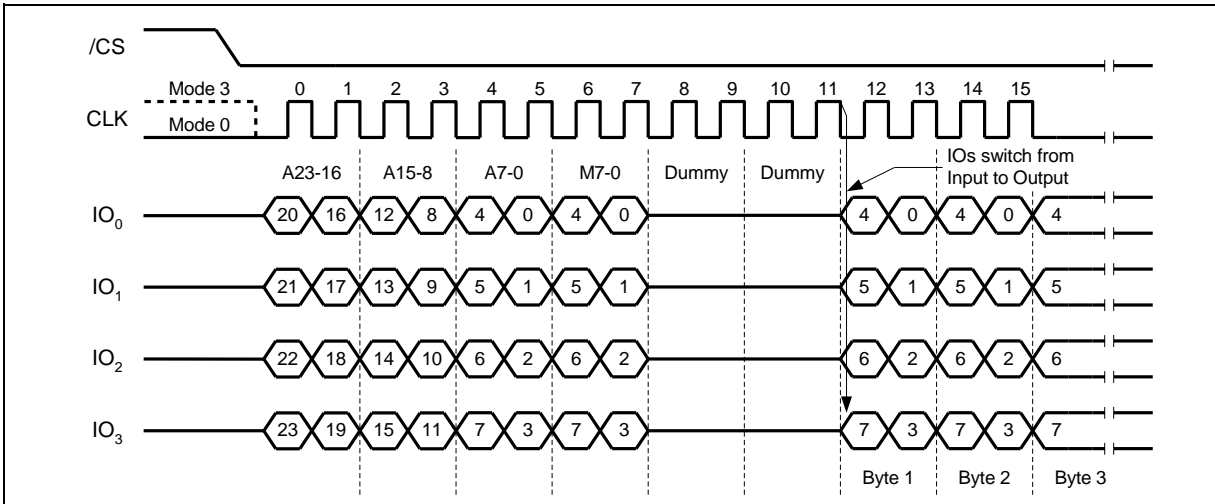 /CS
Mode 3 0 1 2 3 4 5 6 7 8 9 10 11 12 13 14 15
CLK
Mode 0
IOs switch from
Input to Output
A23-16 A15-8 A7-0 M7-0 Dummy Dummy
IO0 20 16 12 8 4 0 4 0 4 0 4 0 4
IO1 21 17 13 9 5 1 5 1 5 1 5 1 5
IO2 22 18 14 10 6 2 6 2 6 2 6 2 6
IO3 23 19 15 11 7 3 7 3 7 3 7 3 7
Byte 1 Byte 2 Byte 3